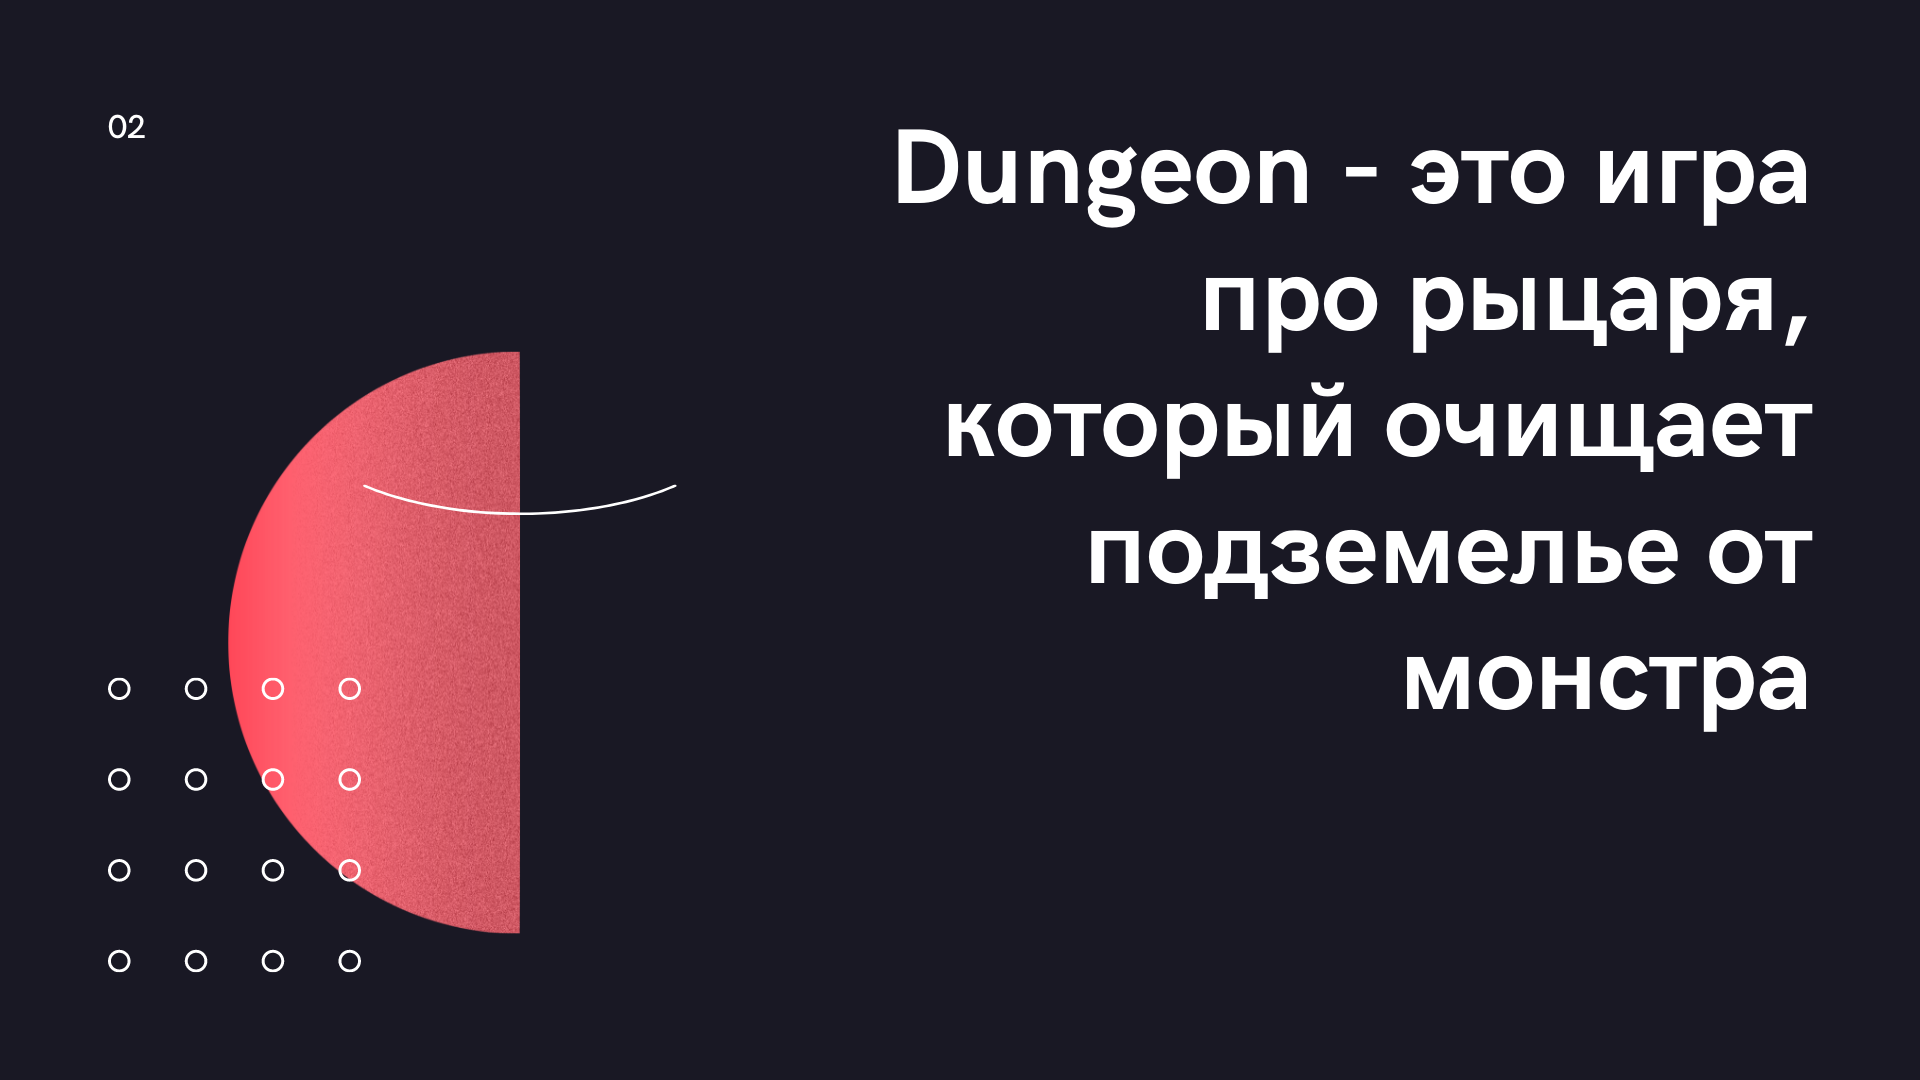 02
Dungeon - это игра
про рыцаря,
который очищает
подземелье от
монстра